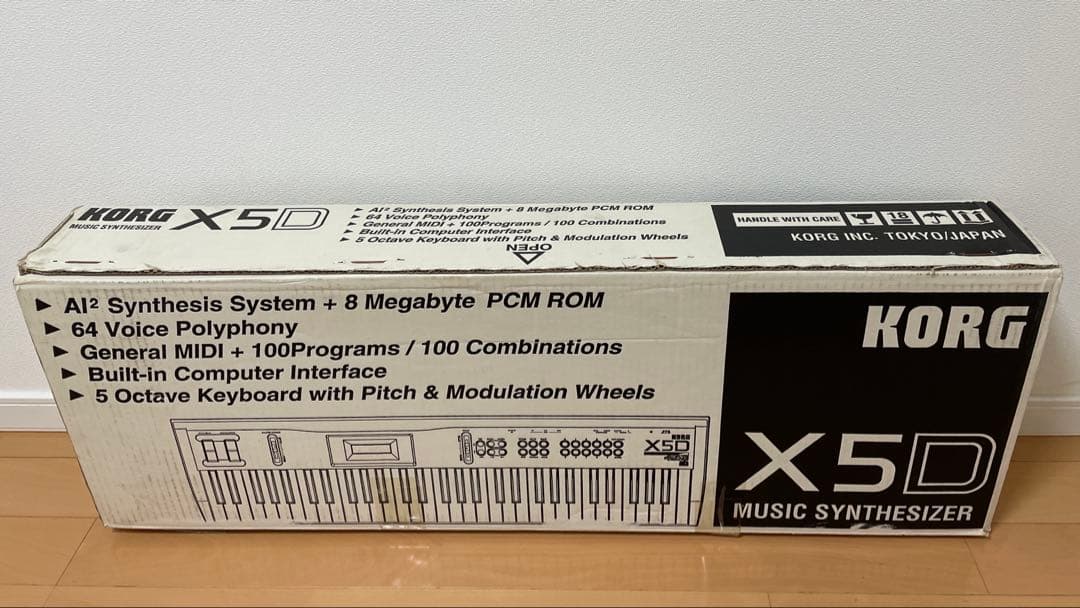 KORG X5D
MUSIC SYNTHESIZER
► AI² Synthesis System + 8 Megabyte PCM ROM
► 64 Voice Polyphony
► General MIDI + 100Programs / 100 Combinations
► Built-in Computer Interface
► 5 Octave Keyboard with Pitch & Modulation Wheels
OPEN
HANDLE WITH CARE
18
KORG INC. TOKYO/JAPAN
► AI² Synthesis System + 8 Megabyte PCM ROM
► 64 Voice Polyphony
► General MIDI + 100Programs / 100 Combinations
► Built-in Computer Interface
► 5 Octave Keyboard with Pitch & Modulation Wheels
KORG
X5D
KORG
X5D
MUSIC SYNTHESIZER